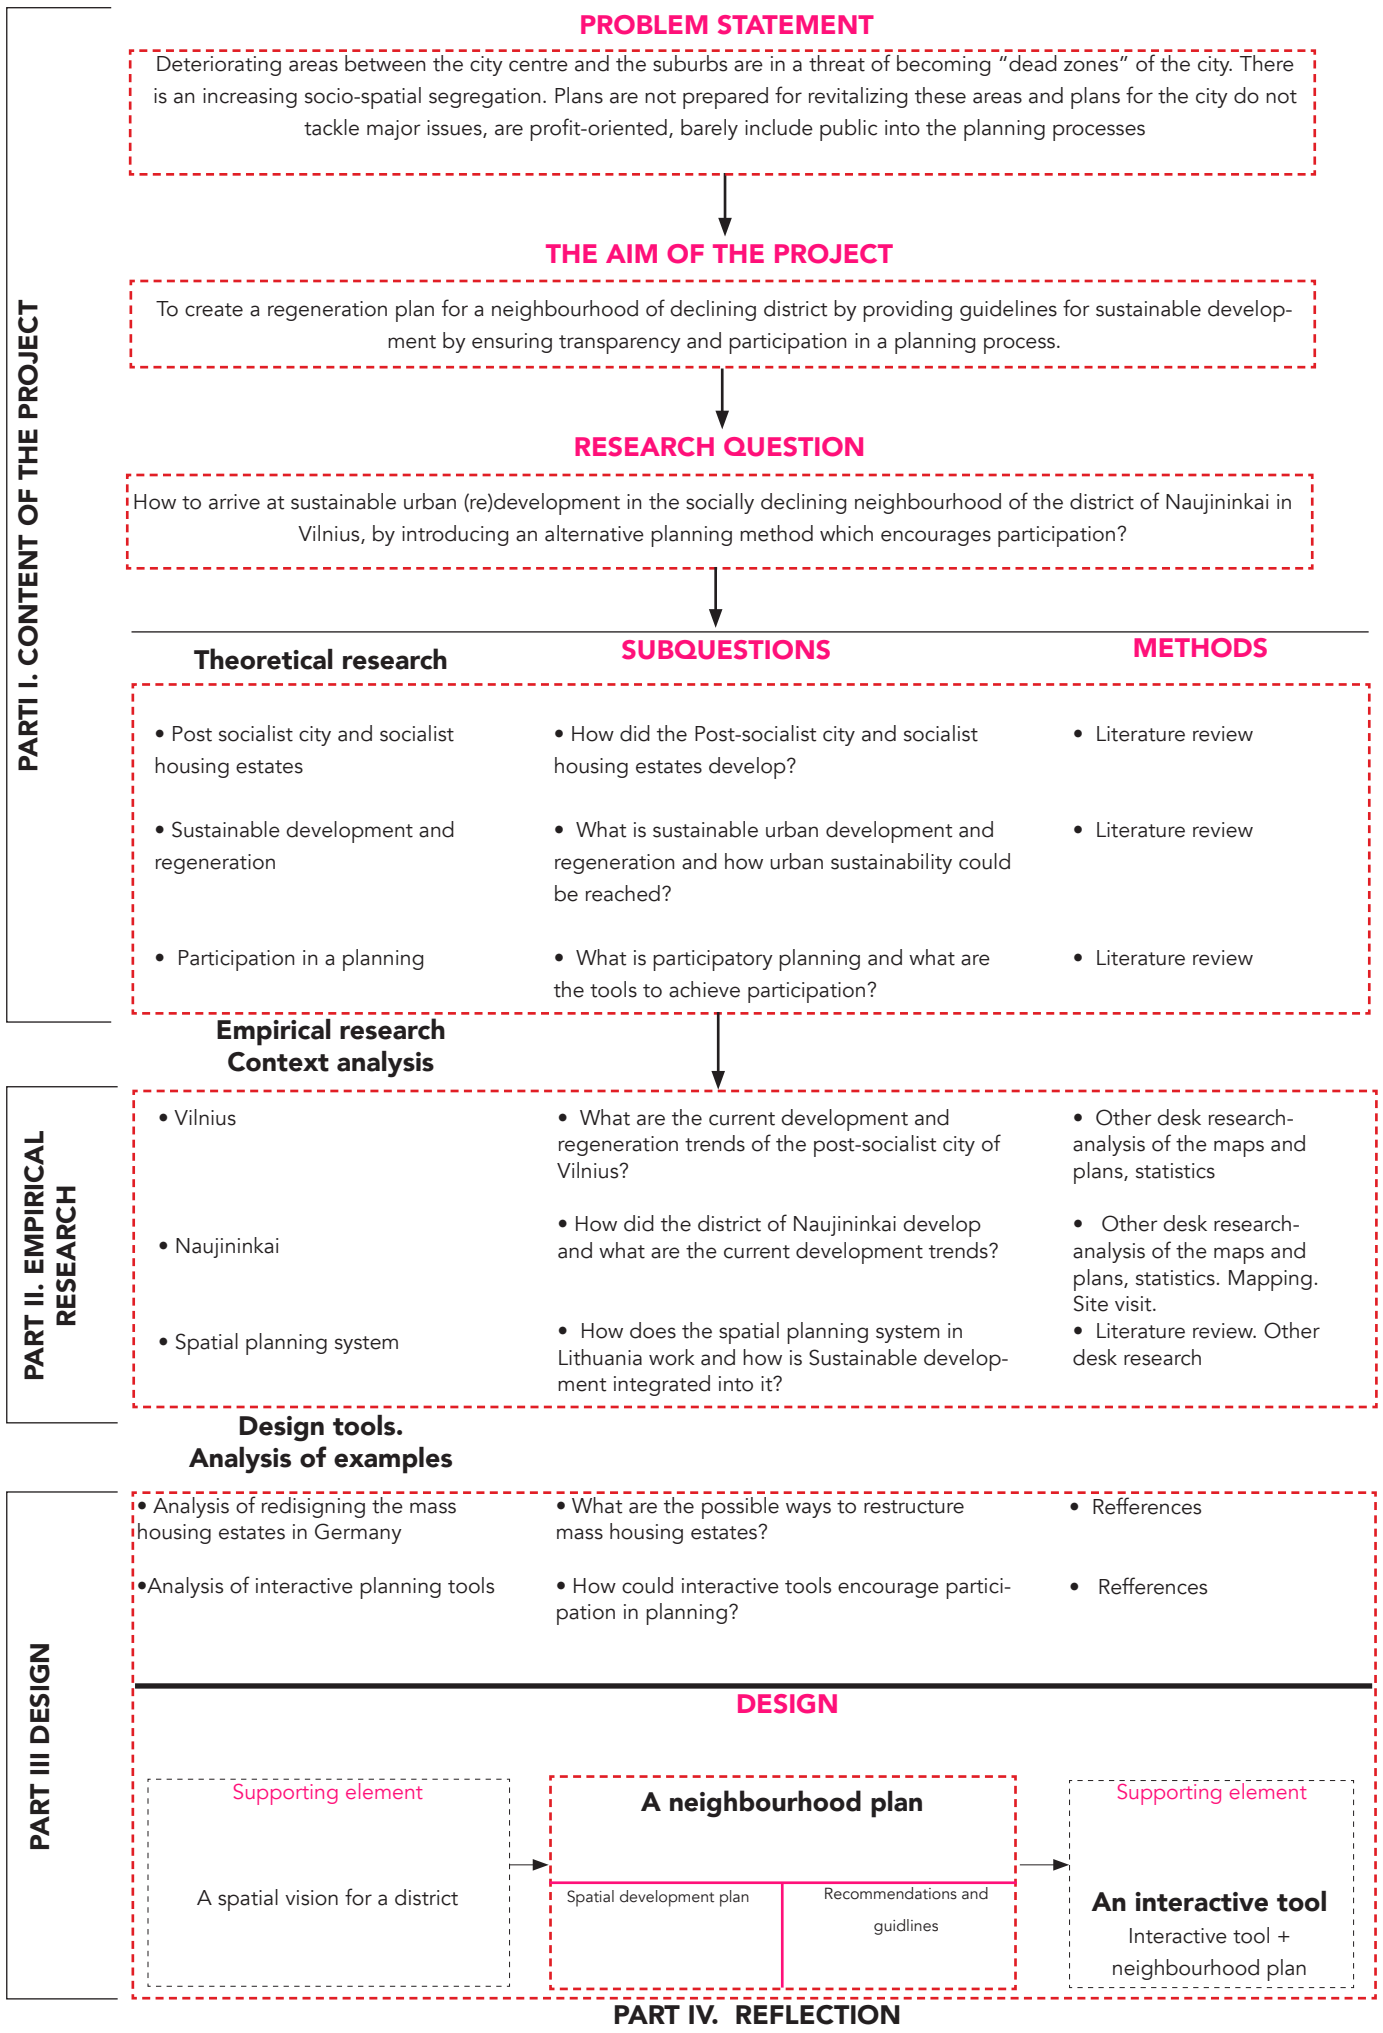 PROBLEM STATEMENT
Deteriorating areas between the city centre and the suburbs are in a threat of becoming “dead zones” of the city. There
is an increasing socio-spatial segregation. Plans are not prepared for revitalizing these areas and plans for the city do not
tackle major issues, are profit-oriented, barely include public into the planning processes
THE AIM OF THE PROJECT
To create a regeneration plan for a neighbourhood of declining district by providing guidelines for sustainable develop-
ment by ensuring transparency and participation in a planning process.
RESEARCH QUESTION
How to arrive at sustainable urban (re)development in the socially declining neighbourhood of the district of Naujininkai in
Vilnius, by introducing an alternative planning method which encourages participation?
PARTI I. CONTENT OF THE PROJECT
Theoretical research
SUBQUESTIONS
METHODS
• Post socialist city and socialist
housing estates
• How did the Post-socialist city and socialist
housing estates develop?
• Literature review
• Sustainable development and
regeneration
• What is sustainable urban development and
regeneration and how urban sustainability could
be reached?
• Literature review
• Participation in a planning
• What is participatory planning and what are
the tools to achieve participation?
• Literature review
Empirical research
Context analysis
PART II. EMPIRICAL
RESEARCH
• Vilnius
• What are the current development and
regeneration trends of the post-socialist city of
Vilnius?
• Other desk research-
analysis of the maps and
plans, statistics
• Naujininkai
• How did the district of Naujininkai develop
and what are the current development trends?
• Other desk research-
analysis of the maps and
plans, statistics. Mapping.
Site visit.
• Spatial planning system
• How does the spatial planning system in
Lithuania work and how is Sustainable develop-
ment integrated into it?
• Literature review. Other
desk research
Design tools.
Analysis of examples
PART III DESIGN
• Analysis of redisigning the mass
housing estates in Germany
• What are the possible ways to restructure
mass housing estates?
• Refferences
•Analysis of interactive planning tools
• How could interactive tools encourage partici-
pation in planning?
• Refferences
DESIGN
Supporting element
A spatial vision for a district
A neighbourhood plan
Spatial development plan
Recommendations and
guidlines
Supporting element
An interactive tool
Interactive tool +
neighbourhood plan
PART IV. REFLECTION